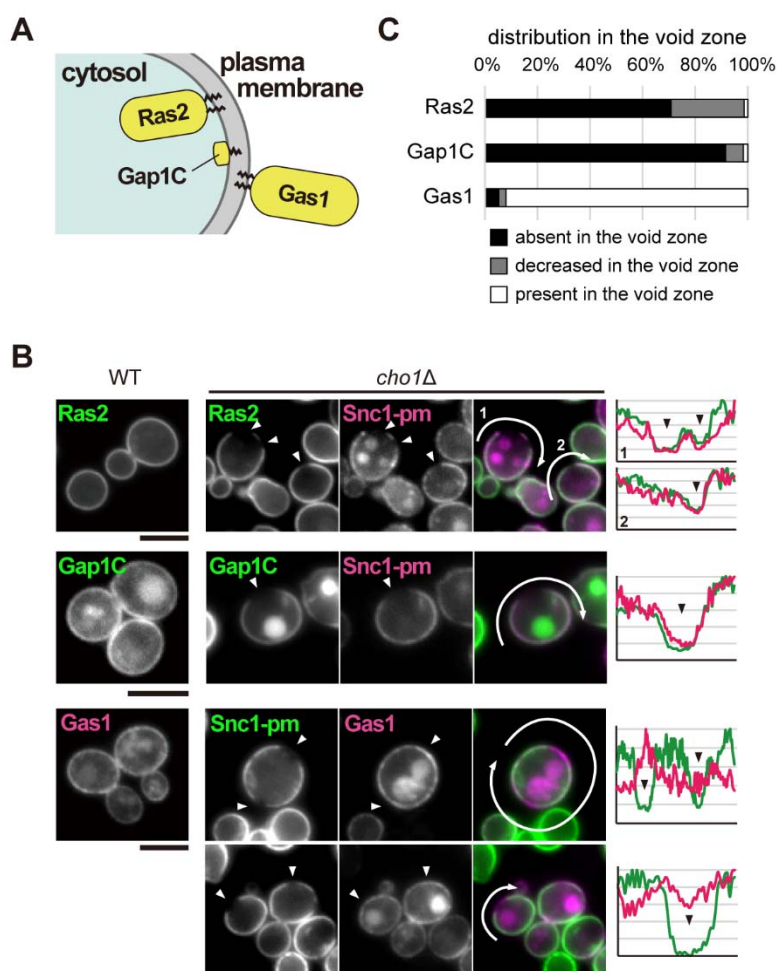 A
cytosol
plasma
membrane
Ras2
Gap1C
Gas1
C
distribution in the void zone
0% 20% 40% 60% 80% 100%
Ras2
Gap1C
Gas1
absent in the void zone
decreased in the void zone
present in the void zone
B
WT
cho1Δ
Ras2
Ras2
Snc1-pm
1
2
1
2
Gap1C
Gap1C
Snc1-pm
Gas1
Snc1-pm
Gas1